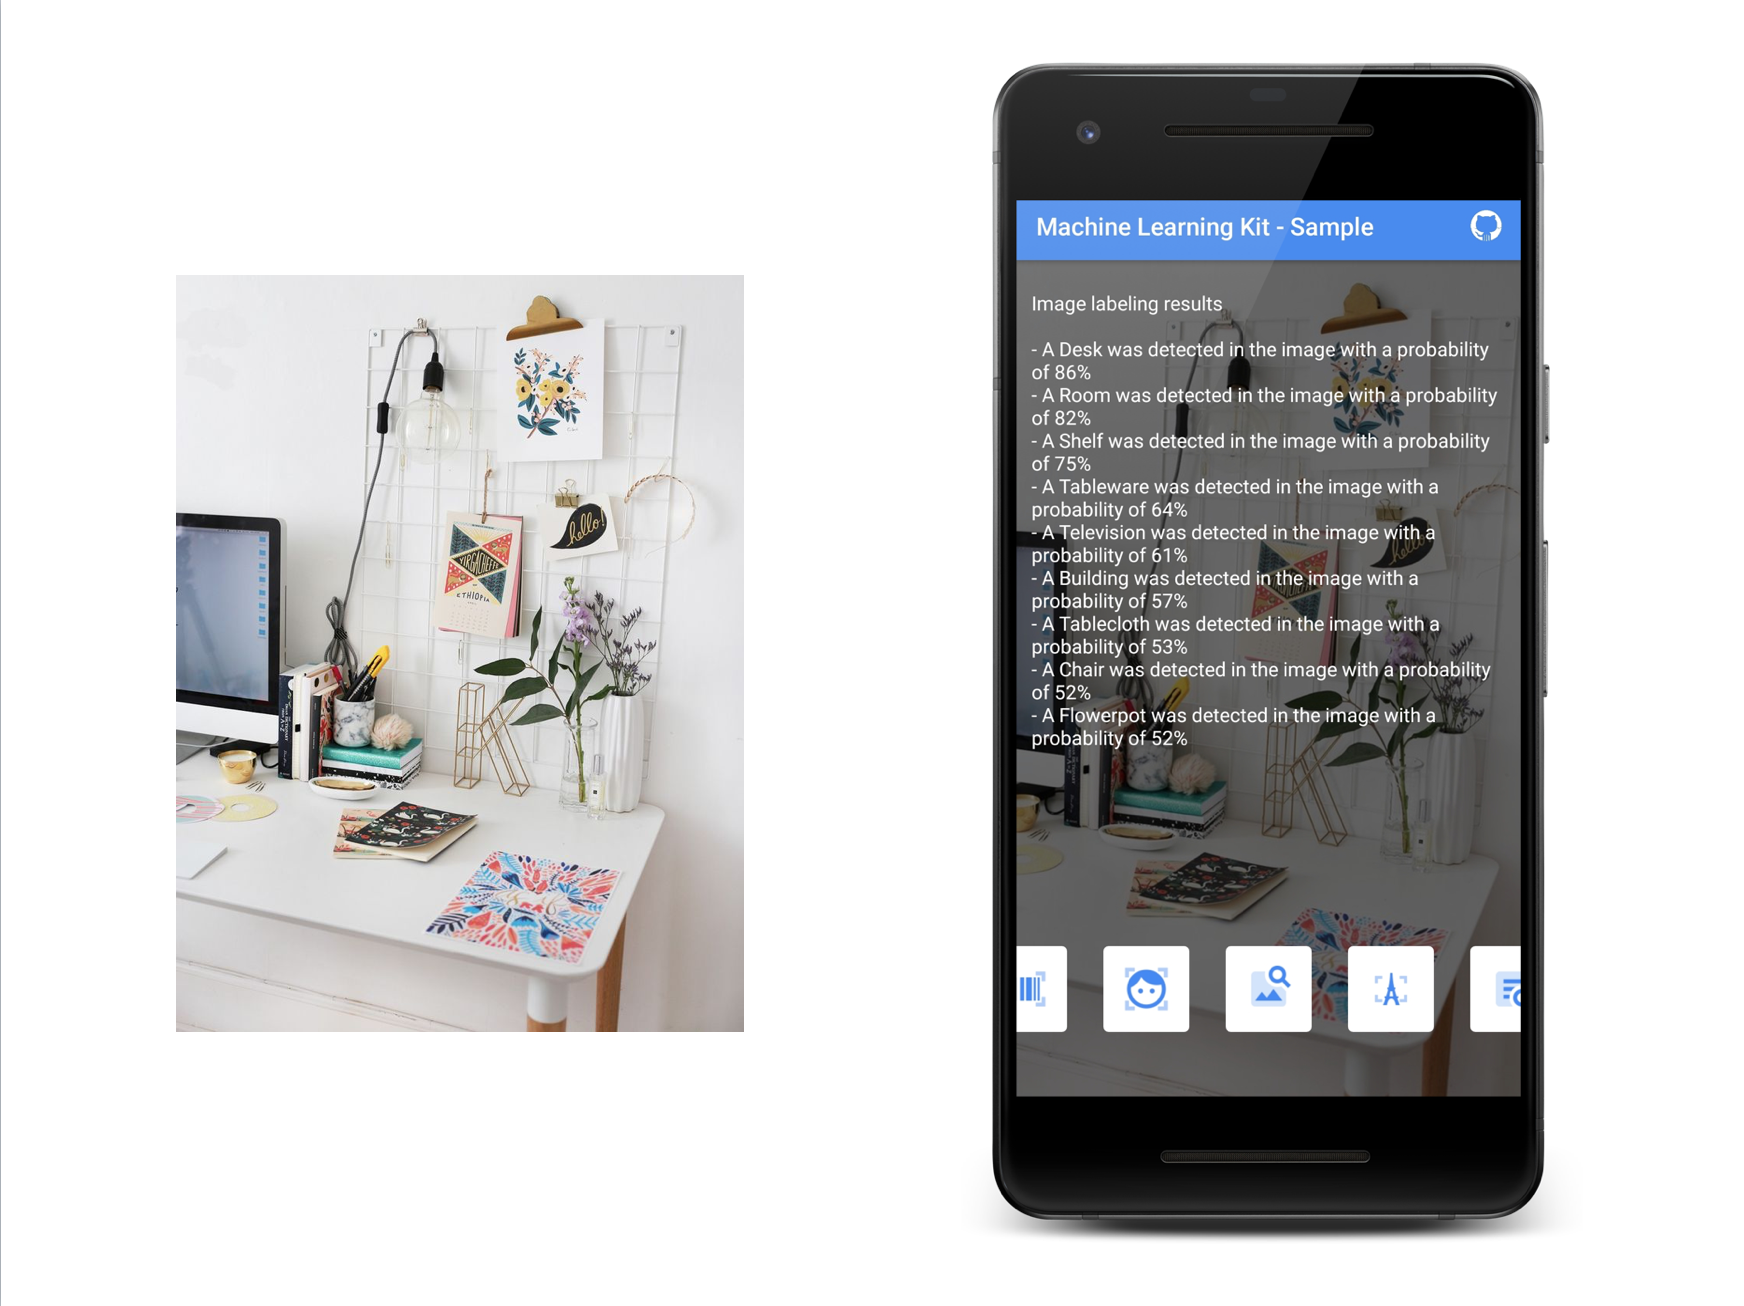 hello!
YIRGACHEFFE
ETHIOPIA
Machine Learning Kit - Sample
Image labeling results
- A Desk was detected in the image with a probability
of 86%
- A Room was detected in the image with a probability
of 82%
- A Shelf was detected in the image with a probability
of 75%
- A Tableware was detected in the image with a
probability of 64%
- A Television was detected in the image with a
probability of 61%
- A Building was detected in the image with a
probability of 57%
- A Tablecloth was detected in the image with a
probability of 53%
- A Chair was detected in the image with a probability
of 52%
- A Flowerpot was detected in the image with a
probability of 52%